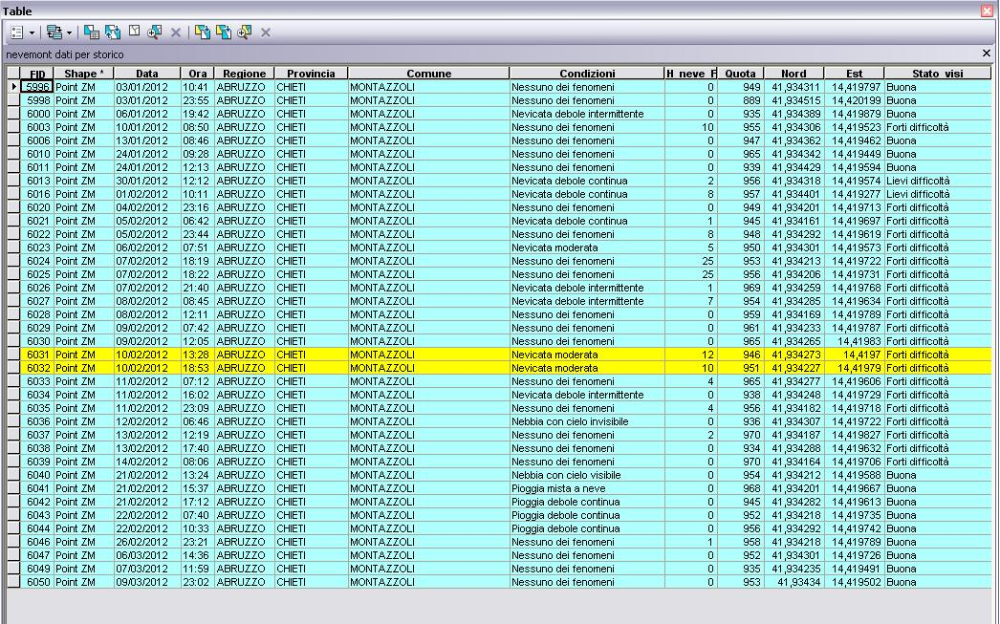 Table
nevemont dati per storico
FID Shape * Data Ora Regione Provincia Comune Condizioni H_neve_F Quota Nord Est Stato_visi
5996 Point ZM 03/01/2012 10:41 ABRUZZO CHIETI MONTAZZOLI Nessuno dei fenomeni 0 949 41,934311 14,419797 Buona
5998 Point ZM 03/01/2012 23:55 ABRUZZO CHIETI MONTAZZOLI Nessuno dei fenomeni 0 889 41,934515 14,420199 Buona
6000 Point ZM 06/01/2012 19:42 ABRUZZO CHIETI MONTAZZOLI Nevicata debole intermittente 0 935 41,934389 14,419879 Buona
6003 Point ZM 10/01/2012 08:50 ABRUZZO CHIETI MONTAZZOLI Nessuno dei fenomeni 10 955 41,934306 14,419523 Forti difficoltà
6006 Point ZM 13/01/2012 08:46 ABRUZZO CHIETI MONTAZZOLI Nessuno dei fenomeni 0 947 41,934362 14,419462 Buona
6010 Point ZM 24/01/2012 09:28 ABRUZZO CHIETI MONTAZZOLI Nessuno dei fenomeni 0 965 41,934342 14,419449 Buona
6011 Point ZM 24/01/2012 12:13 ABRUZZO CHIETI MONTAZZOLI Nessuno dei fenomeni 0 939 41,934429 14,419594 Buona
6013 Point ZM 30/01/2012 12:12 ABRUZZO CHIETI MONTAZZOLI Nevicata debole continua 2 956 41,934318 14,419574 Lievi difficoltà
6016 Point ZM 01/02/2012 10:11 ABRUZZO CHIETI MONTAZZOLI Nevicata debole continua 8 957 41,934401 14,419277 Lievi difficoltà
6020 Point ZM 04/02/2012 23:16 ABRUZZO CHIETI MONTAZZOLI Nessuno dei fenomeni 0 949 41,934201 14,419713 Forti difficoltà
6021 Point ZM 05/02/2012 06:42 ABRUZZO CHIETI MONTAZZOLI Nevicata debole continua 1 945 41,934161 14,419697 Forti difficoltà
6022 Point ZM 05/02/2012 23:44 ABRUZZO CHIETI MONTAZZOLI Nessuno dei fenomeni 8 948 41,934292 14,419619 Forti difficoltà
6023 Point ZM 06/02/2012 07:51 ABRUZZO CHIETI MONTAZZOLI Nevicata moderata 5 950 41,934301 14,419573 Forti difficoltà
6024 Point ZM 07/02/2012 18:19 ABRUZZO CHIETI MONTAZZOLI Nessuno dei fenomeni 25 953 41,934213 14,419722 Forti difficoltà
6025 Point ZM 07/02/2012 18:22 ABRUZZO CHIETI MONTAZZOLI Nessuno dei fenomeni 25 956 41,934206 14,419731 Forti difficoltà
6026 Point ZM 07/02/2012 21:40 ABRUZZO CHIETI MONTAZZOLI Nevicata debole intermittente 1 969 41,934259 14,419768 Forti difficoltà
6027 Point ZM 08/02/2012 08:45 ABRUZZO CHIETI MONTAZZOLI Nevicata debole intermittente 7 954 41,934285 14,419634 Forti difficoltà
6028 Point ZM 08/02/2012 12:11 ABRUZZO CHIETI MONTAZZOLI Nessuno dei fenomeni 0 959 41,934169 14,419789 Forti difficoltà
6029 Point ZM 09/02/2012 07:42 ABRUZZO CHIETI MONTAZZOLI Nessuno dei fenomeni 0 961 41,934233 14,419787 Forti difficoltà
6030 Point ZM 09/02/2012 12:05 ABRUZZO CHIETI MONTAZZOLI Nessuno dei fenomeni 0 965 41,934265 14,41983 Forti difficoltà
6031 Point ZM 10/02/2012 13:28 ABRUZZO CHIETI MONTAZZOLI Nevicata moderata 12 946 41,934273 14,4197 Forti difficoltà
6032 Point ZM 10/02/2012 18:53 ABRUZZO CHIETI MONTAZZOLI Nevicata moderata 10 951 41,934227 14,41979 Forti difficoltà
6033 Point ZM 11/02/2012 07:12 ABRUZZO CHIETI MONTAZZOLI Nessuno dei fenomeni 4 965 41,934277 14,419606 Forti difficoltà
6034 Point ZM 11/02/2012 16:02 ABRUZZO CHIETI MONTAZZOLI Nevicata debole intermittente 0 938 41,934248 14,419729 Forti difficoltà
6035 Point ZM 11/02/2012 23:09 ABRUZZO CHIETI MONTAZZOLI Nessuno dei fenomeni 4 956 41,934182 14,419718 Forti difficoltà
6036 Point ZM 12/02/2012 06:46 ABRUZZO CHIETI MONTAZZOLI Nebbia con cielo invisibile 0 936 41,934307 14,419722 Forti difficoltà
6037 Point ZM 13/02/2012 12:19 ABRUZZO CHIETI MONTAZZOLI Nessuno dei fenomeni 2 970 41,934187 14,419827 Forti difficoltà
6038 Point ZM 13/02/2012 17:40 ABRUZZO CHIETI MONTAZZOLI Nessuno dei fenomeni 0 934 41,934288 14,419632 Forti difficoltà
6039 Point ZM 14/02/2012 08:06 ABRUZZO CHIETI MONTAZZOLI Nessuno dei fenomeni 0 970 41,934164 14,419706 Forti difficoltà
6040 Point ZM 21/02/2012 13:24 ABRUZZO CHIETI MONTAZZOLI Nebbia con cielo visibile 0 954 41,934212 14,419588 Buona
6041 Point ZM 21/02/2012 15:37 ABRUZZO CHIETI MONTAZZOLI Pioggia mista a neve 0 968 41,934201 14,419667 Buona
6042 Point ZM 21/02/2012 17:12 ABRUZZO CHIETI MONTAZZOLI Pioggia debole continua 0 945 41,934282 14,419613 Buona
6043 Point ZM 22/02/2012 07:40 ABRUZZO CHIETI MONTAZZOLI Pioggia debole continua 0 952 41,934218 14,419735 Buona
6044 Point ZM 22/02/2012 10:33 ABRUZZO CHIETI MONTAZZOLI Pioggia debole continua 0 956 41,934292 14,419742 Buona
6046 Point ZM 26/02/2012 23:21 ABRUZZO CHIETI MONTAZZOLI Nessuno dei fenomeni 1 958 41,934218 14,419789 Buona
6047 Point ZM 06/03/2012 14:36 ABRUZZO CHIETI MONTAZZOLI Nessuno dei fenomeni 0 952 41,934301 14,419726 Buona
6049 Point ZM 07/03/2012 11:59 ABRUZZO CHIETI MONTAZZOLI Nessuno dei fenomeni 0 935 41,934235 14,419491 Buona
6050 Point ZM 09/03/2012 23:02 ABRUZZO CHIETI MONTAZZOLI Nessuno dei fenomeni 0 953 41,93434 14,419502 Buona